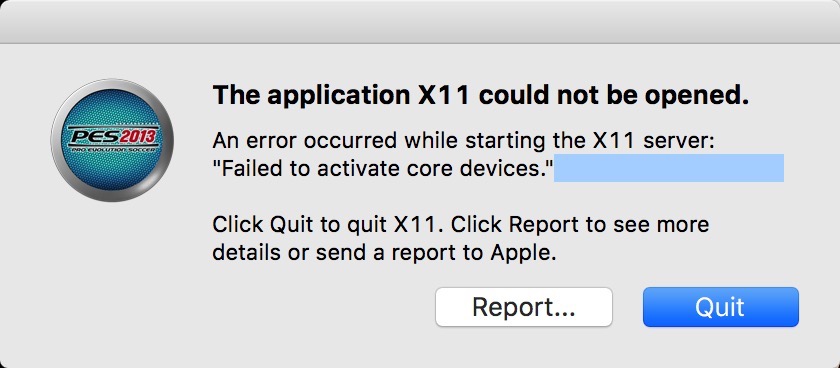 PES2013
PRO EVOLUTION SOCCER
The application X11 could not be opened.
An error occurred while starting the X11 server:
"Failed to activate core devices."
Click Quit to quit X11. Click Report to see more
details or send a report to Apple.
Report...
Quit